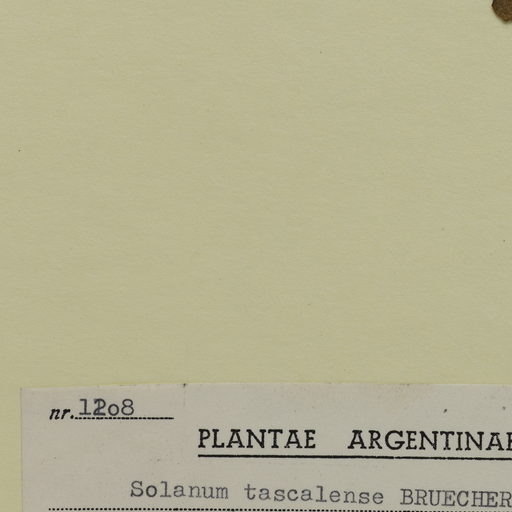 nr. 1208
PLANTAE ARGENTINAE
Solanum tascalense BRUECHER